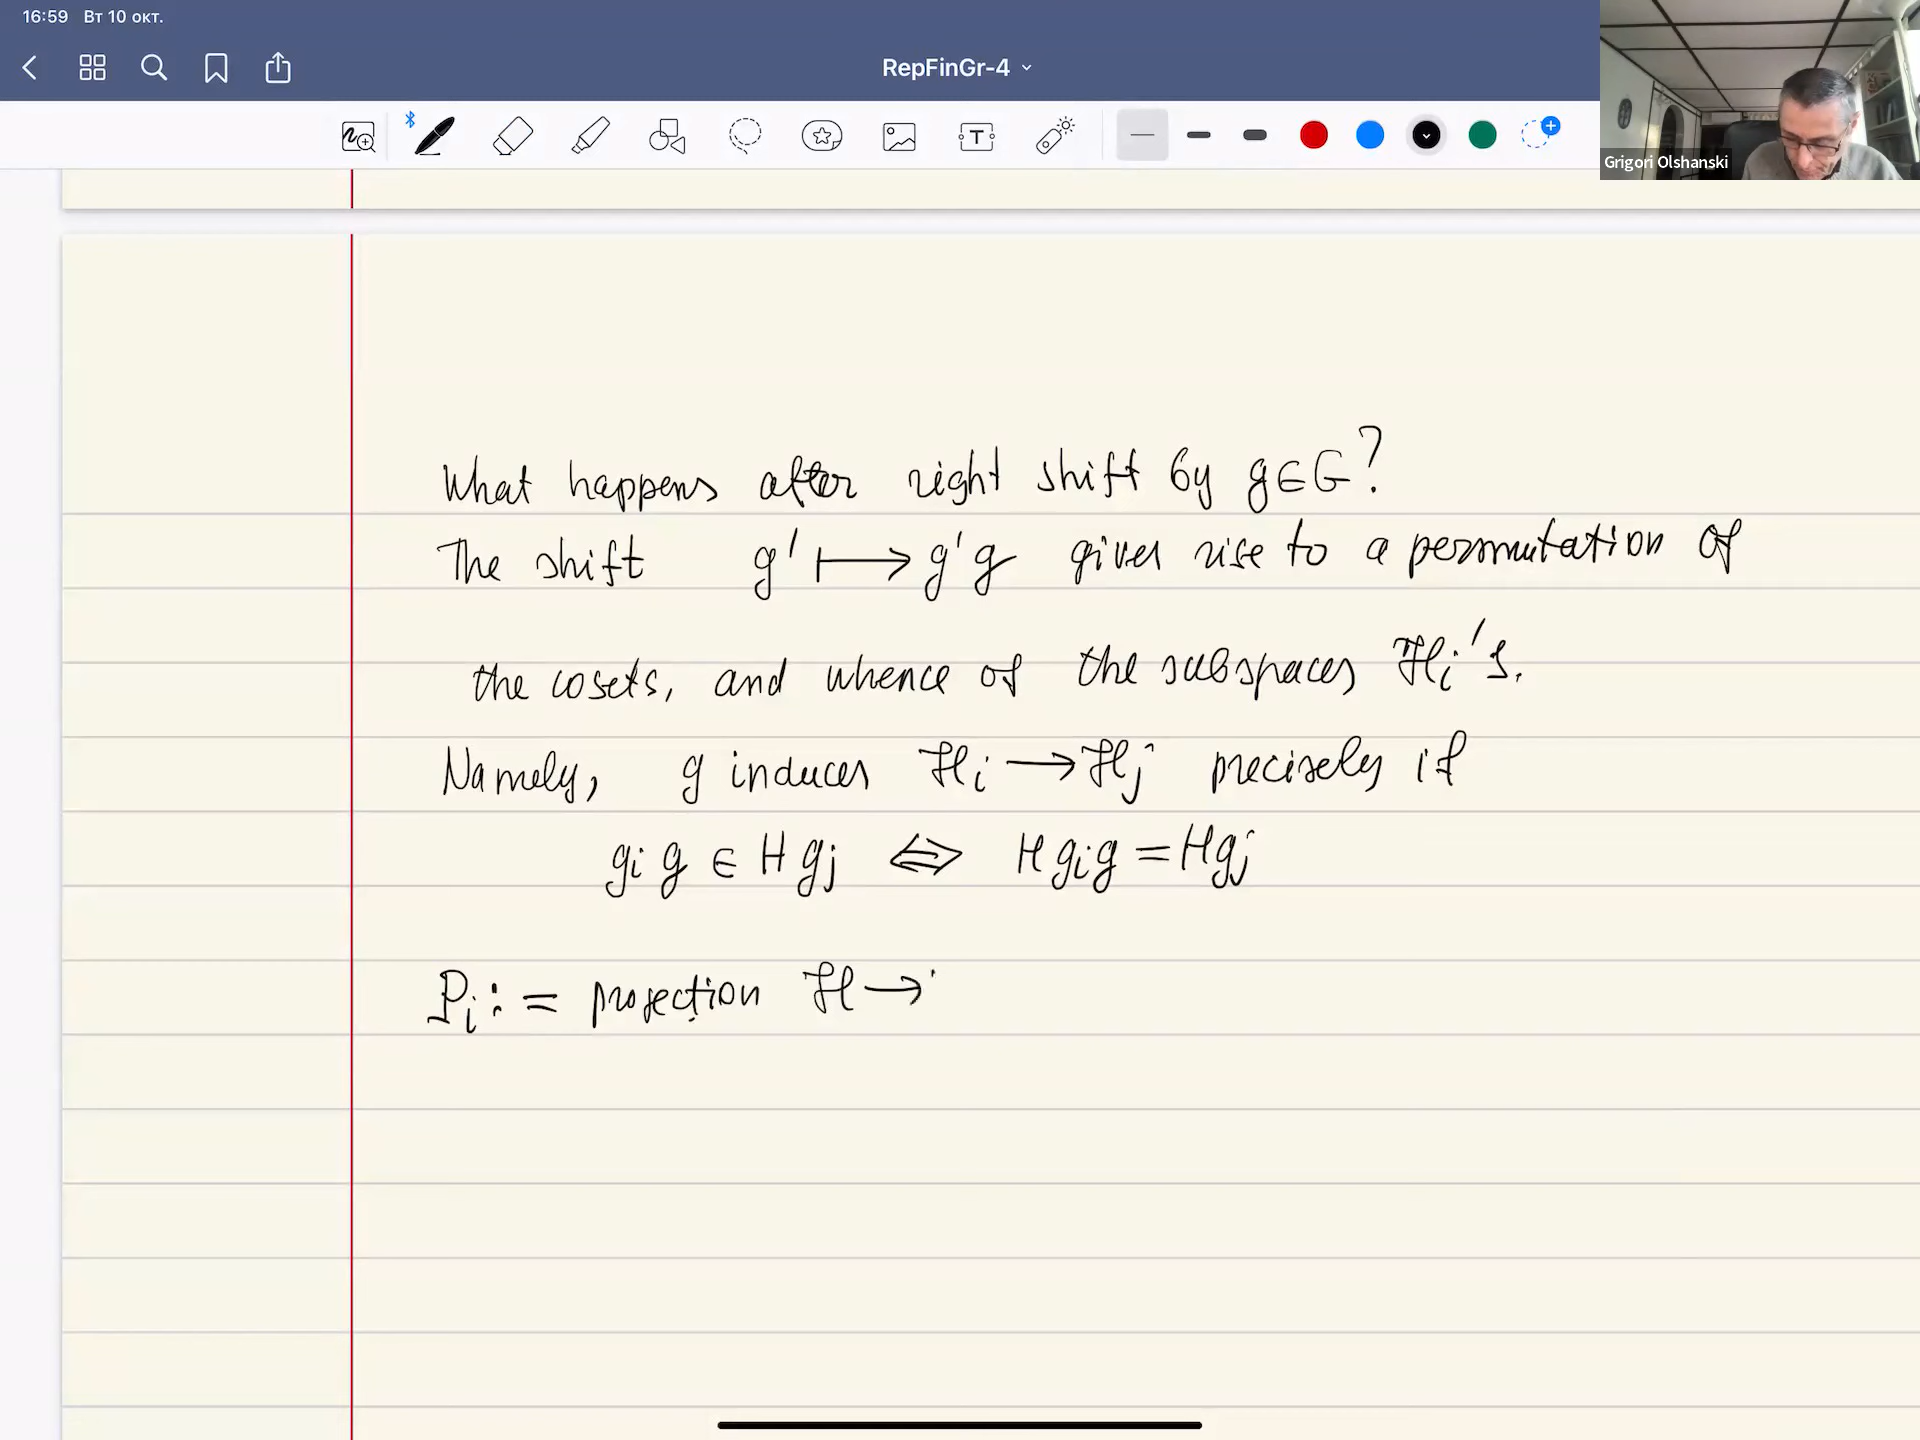 16:59 Вт 10 окт.
RepFinGr-4
Grigori Olshanski
What happens after right shift by g∈G?
The shift g' ⟼ g'g gives rise to a permutation of
the cosets, and whence of the subspaces ℋi's.
Namely, g induces ℋi → ℋj precisely if
gi g ∈ H gj ⇔ H gi g = H gj
Pi := projection ℋ →